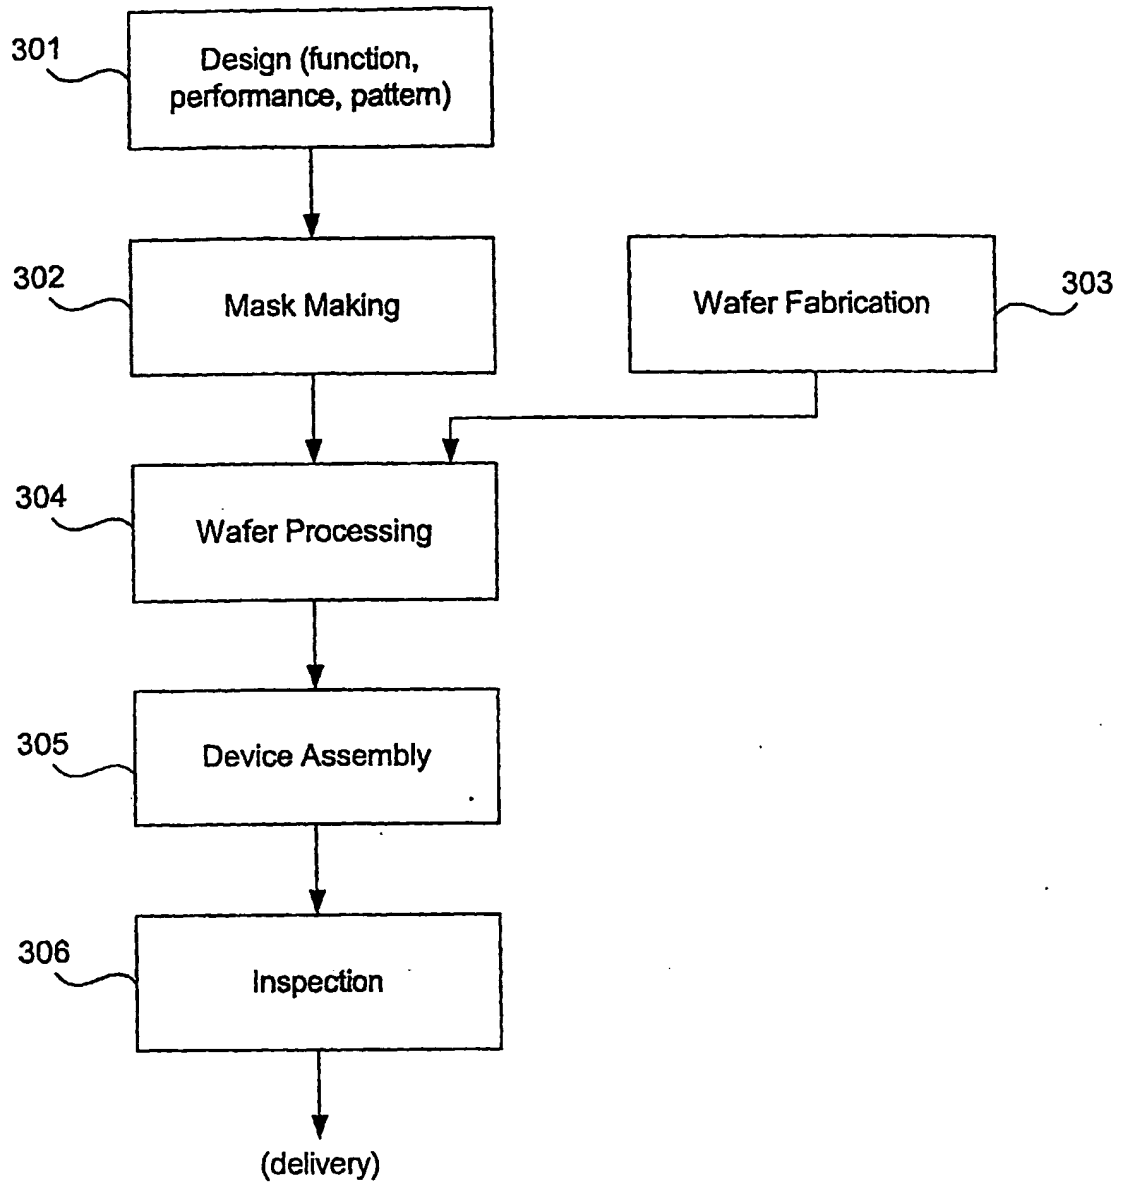 301
Design (function,
performance, pattern)
302
Mask Making
Wafer Fabrication
303
304
Wafer Processing
305
Device Assembly
306
Inspection
(delivery)